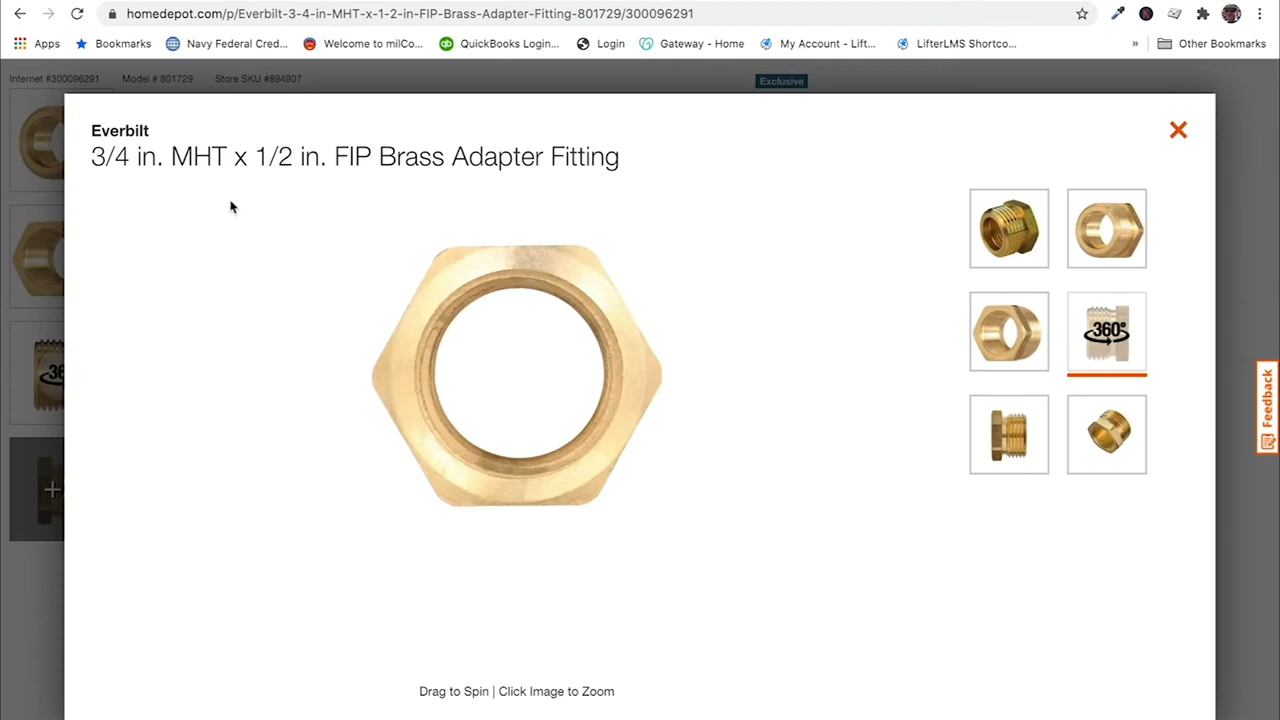 homedepot.com/p/Everbilt-3-4-in-MHT-x-1-2-in-FIP-Brass-Adapter-Fitting-801729/300096291
Apps Bookmarks Navy Federal Cred... Welcome to milCo... QuickBooks Login... Login Gateway - Home My Account - Lift... LifterLMS Shortco... » Other Bookmarks
Internet #300096291 Model # 801729 Store SKU #894907 Exclusive
Everbilt
3/4 in. MHT x 1/2 in. FIP Brass Adapter Fitting
360°
36
Feedback
Drag to Spin | Click Image to Zoom